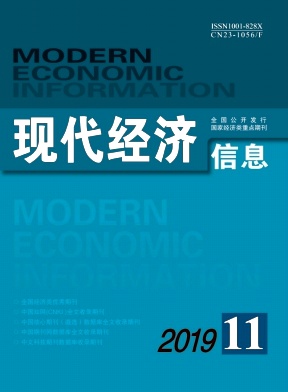 ISSN1001-828X
CN23-1056/F
MODERN
ECONOMIC
INFORMATION
全国公开发行
国家经济类重点期刊
现代经济
信息
MODERN
ECONOMIC
INFORMATION
2019 11